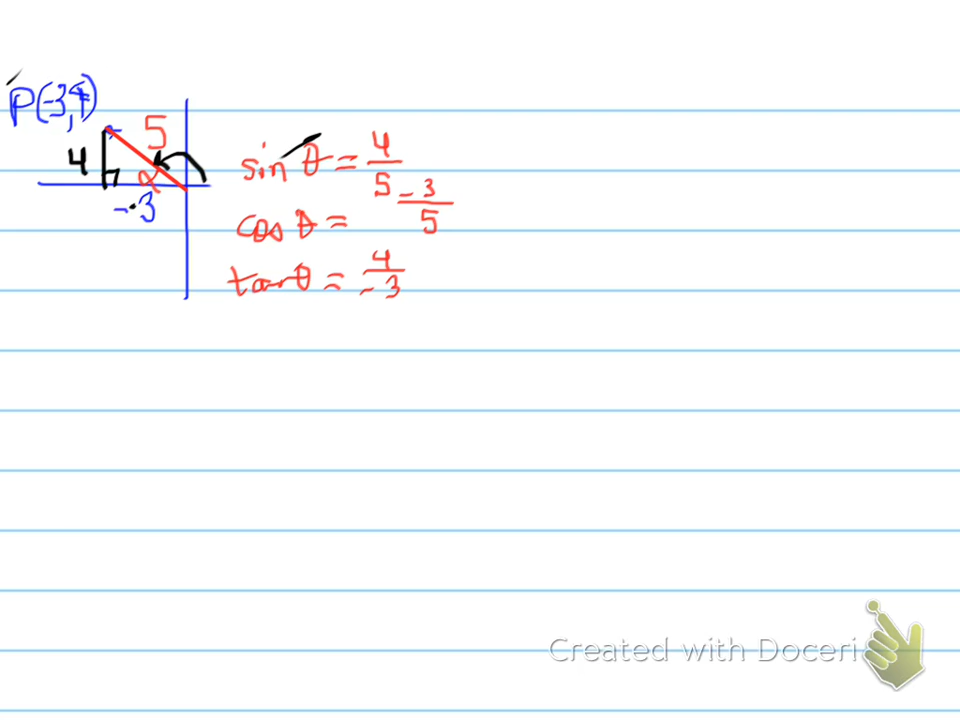 P(-3,4)
5
4
α
-3
sin θ = 4/5
cos θ = -3/5
tan θ = 4/-3
Created with Doceri